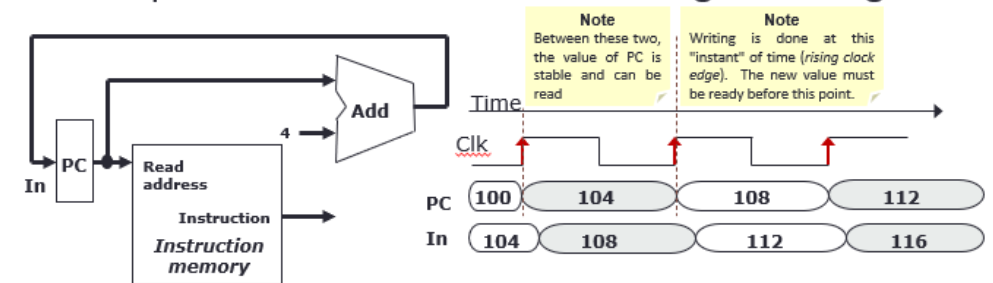 Note
Between these two,
the value of PC is
stable and can be
read
Note
Writing is done at this
"instant" of time (rising clock
edge). The new value must
be ready before this point.
Time
Clk
Add
4
PC
In
Read
address
Instruction
Instruction
memory
PC 100 104 108 112
In 104 108 112 116